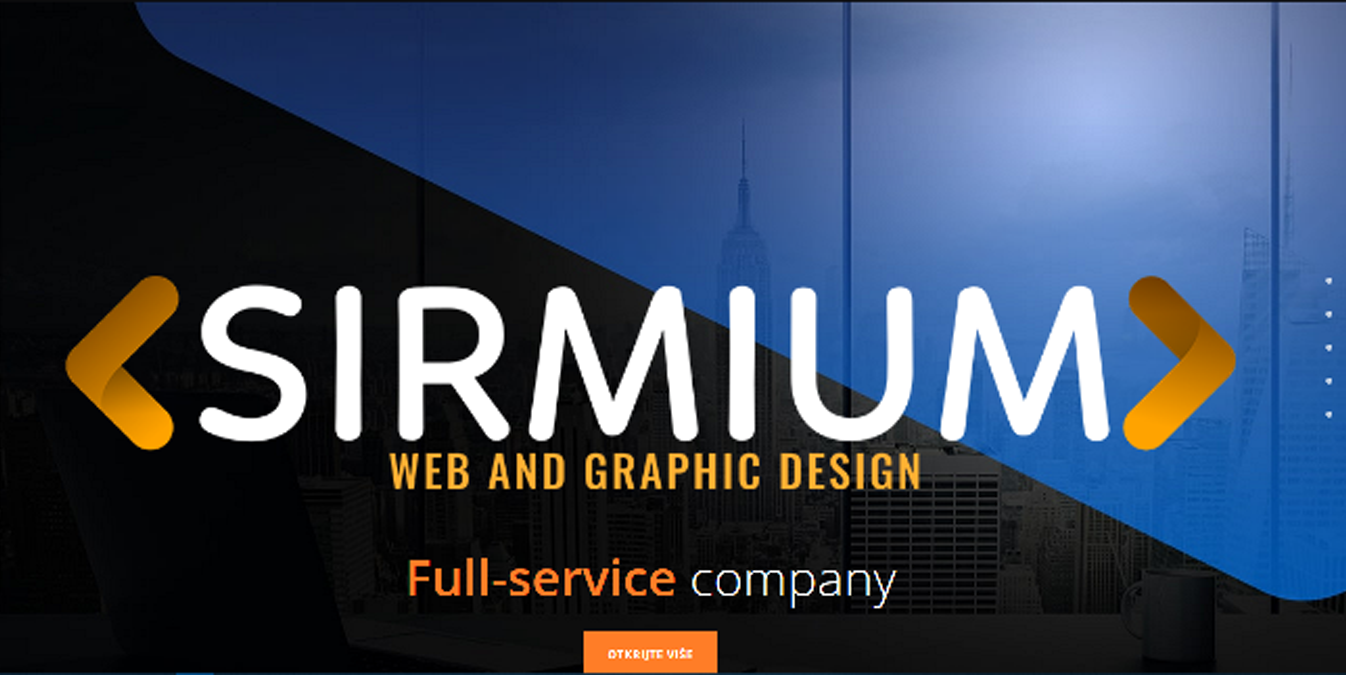 SIRMIUM
WEB AND GRAPHIC DESIGN
Full-service company
OTKRIJTE VIŠE